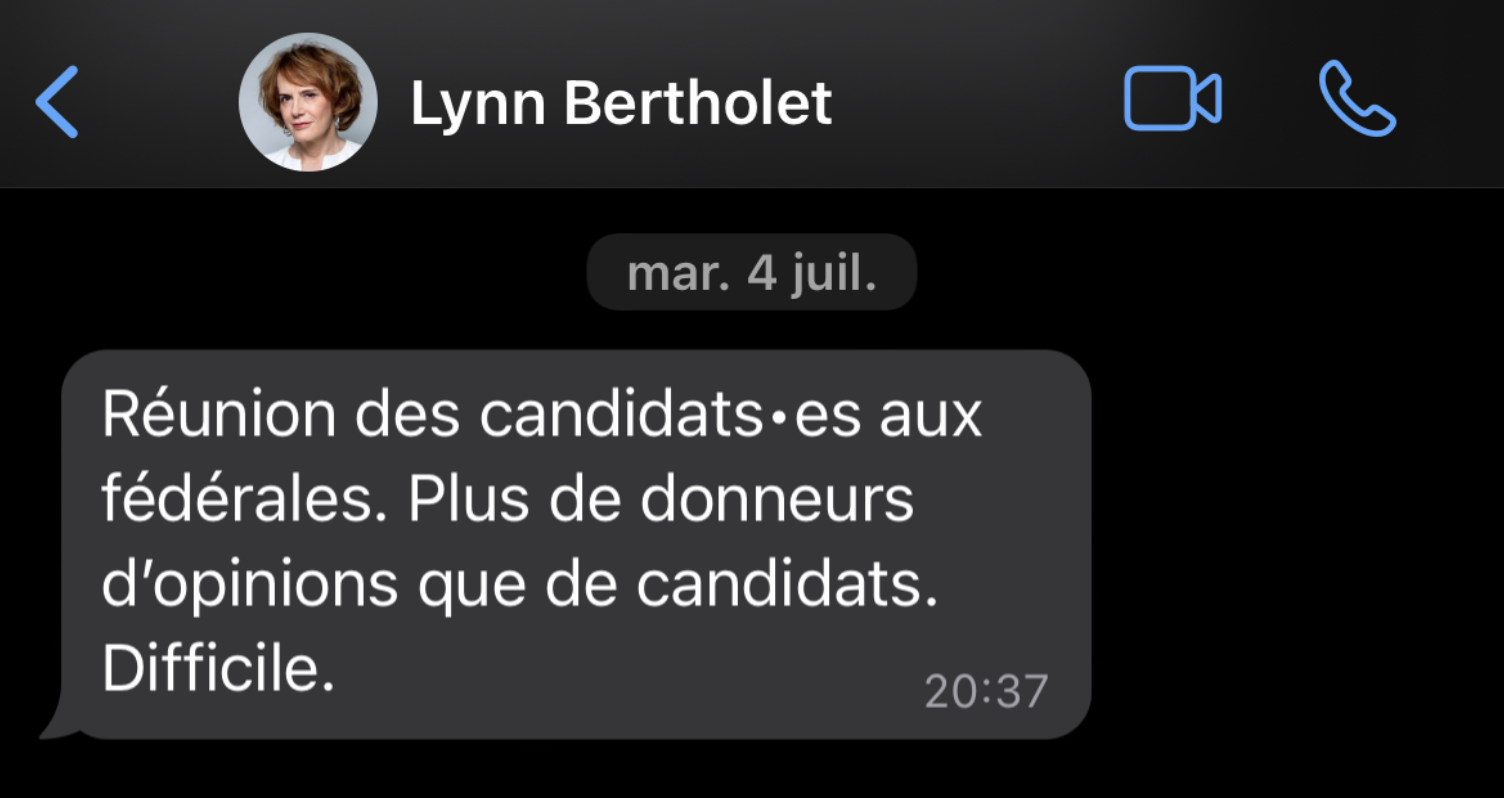 Lynn Bertholet
mar. 4 juil.
Réunion des candidats•es aux
fédérales. Plus de donneurs
d’opinions que de candidats.
Difficile.
20:37